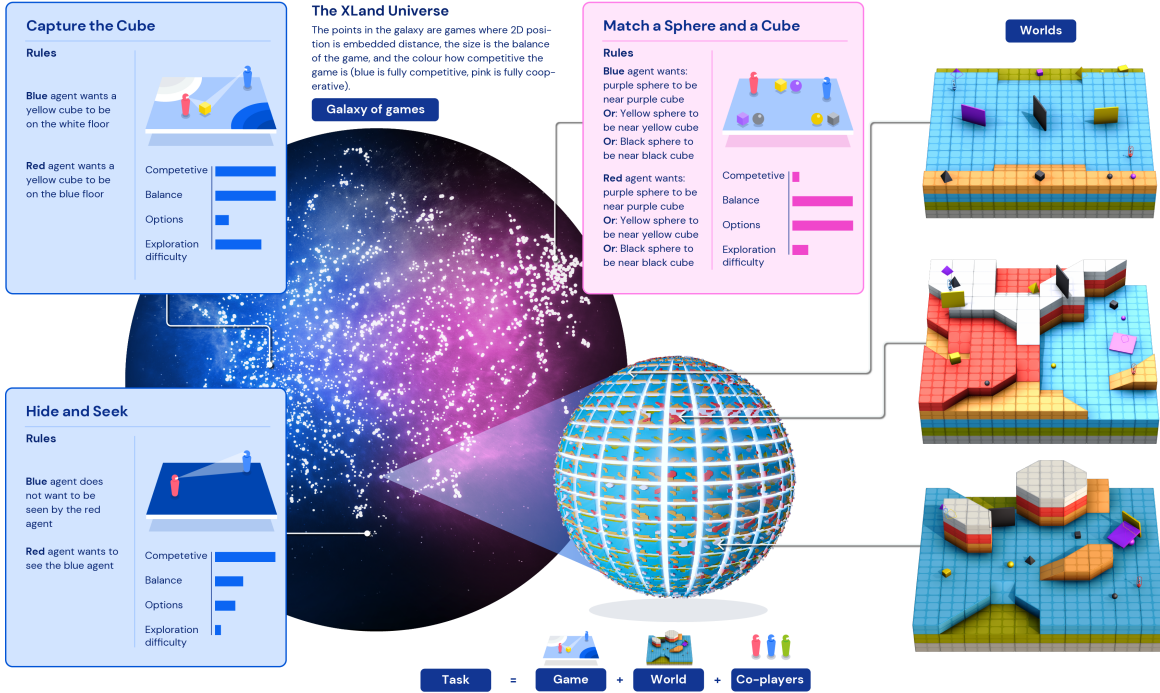 Capture the Cube
Rules
Blue agent wants a
yellow cube to be
on the white floor
Red agent wants a
yellow cube to be
on the blue floor
Competetive
Balance
Options
Exploration
difficulty
The XLand Universe
The points in the galaxy are games where 2D posi-
tion is embedded distance, the size is the balance
of the game, and the colour how competitive the
game is (blue is fully competitive, pink is fully coop-
erative).
Galaxy of games
Match a Sphere and a Cube
Rules
Blue agent wants:
purple sphere to be
near purple cube
Or: Yellow sphere to
be near yellow cube
Or: Black sphere to
be near black cube
Red agent wants:
purple sphere to be
near purple cube
Or: Yellow sphere to
be near yellow cube
Or: Black sphere to
be near black cube
Competetive
Balance
Options
Exploration
difficulty
Worlds
Hide and Seek
Rules
Blue agent does
not want to be
seen by the red
agent
Red agent wants to
see the blue agent
Competetive
Balance
Options
Exploration
difficulty
Task = Game + World + Co-players